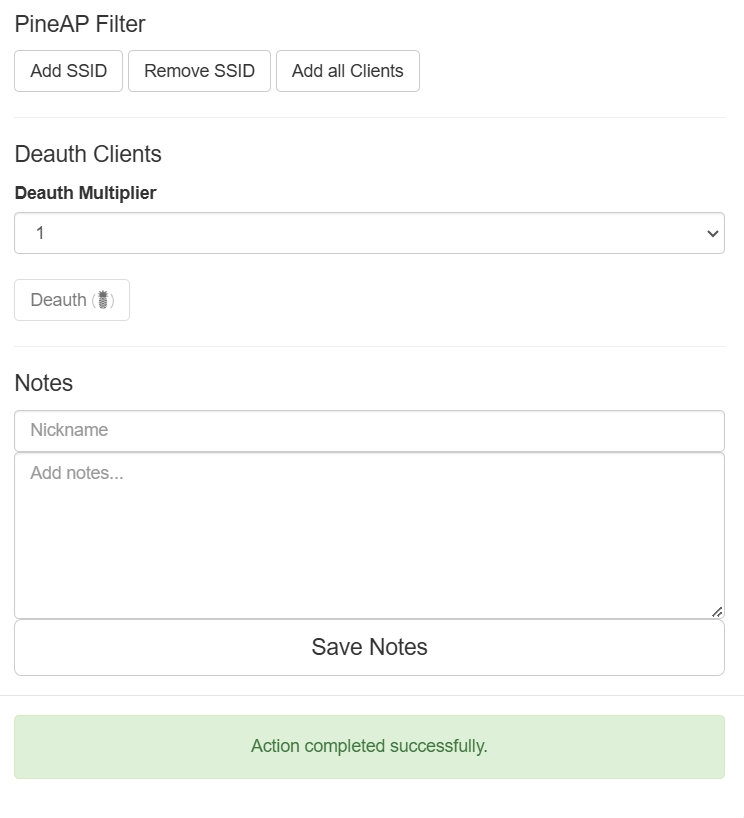 PineAP Filter
Add SSID Remove SSID Add all Clients
Deauth Clients
Deauth Multiplier
1
Deauth (🍍)
Notes
Nickname
Add notes...
Save Notes
Action completed successfully.